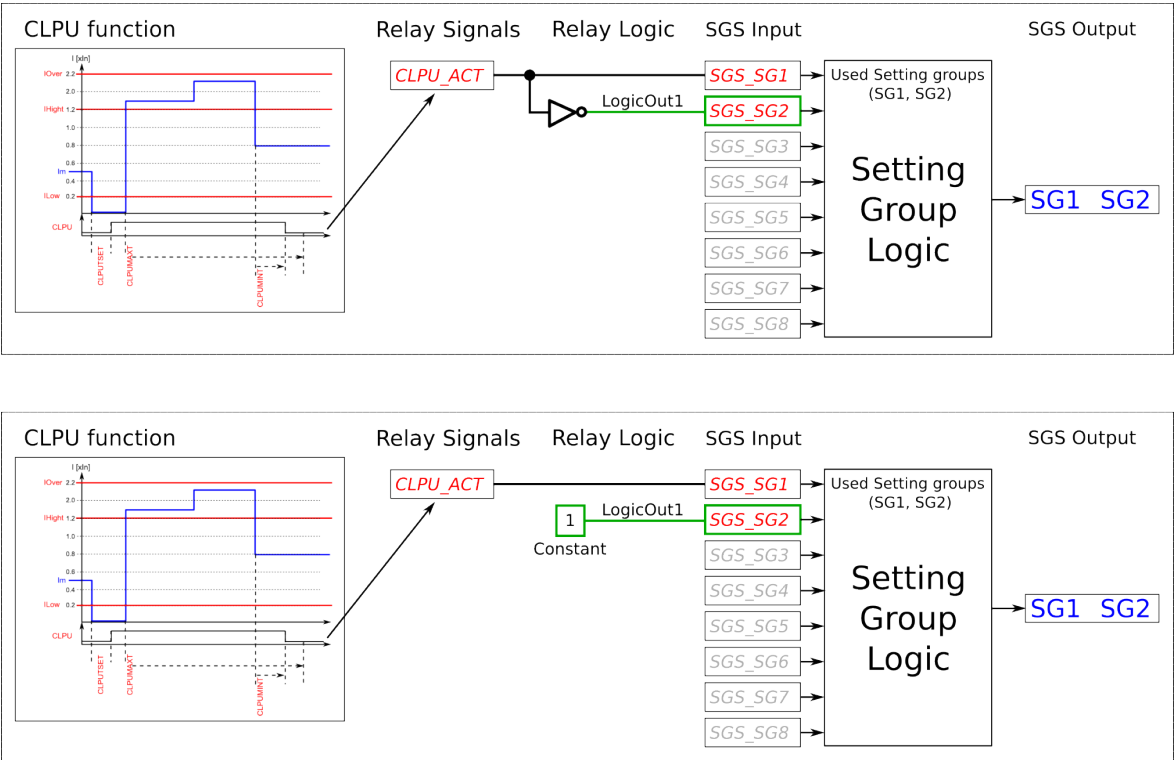 CLPU function
Relay Signals
Relay Logic
SGS Input
SGS Output
I [xIn]
IOver 2.2
2.0
IHight 1.2
1.0
0.8
0.6
Im
0.4
ILow 0.2
CLPU
CLPUTSET
CLPUMAXT
CLPUMINT
CLPU_ACT
LogicOut1
SGS_SG1
SGS_SG2
SGS_SG3
SGS_SG4
SGS_SG5
SGS_SG6
SGS_SG7
SGS_SG8
Used Setting groups
(SG1, SG2)
Setting
Group
Logic
SG1 SG2
CLPU function
Relay Signals
Relay Logic
SGS Input
SGS Output
I [xIn]
IOver 2.2
2.0
IHight 1.2
1.0
0.8
0.6
Im
0.4
ILow 0.2
CLPU
CLPUTSET
CLPUMAXT
CLPUMINT
CLPU_ACT
1
Constant
LogicOut1
SGS_SG1
SGS_SG2
SGS_SG3
SGS_SG4
SGS_SG5
SGS_SG6
SGS_SG7
SGS_SG8
Used Setting groups
(SG1, SG2)
Setting
Group
Logic
SG1 SG2